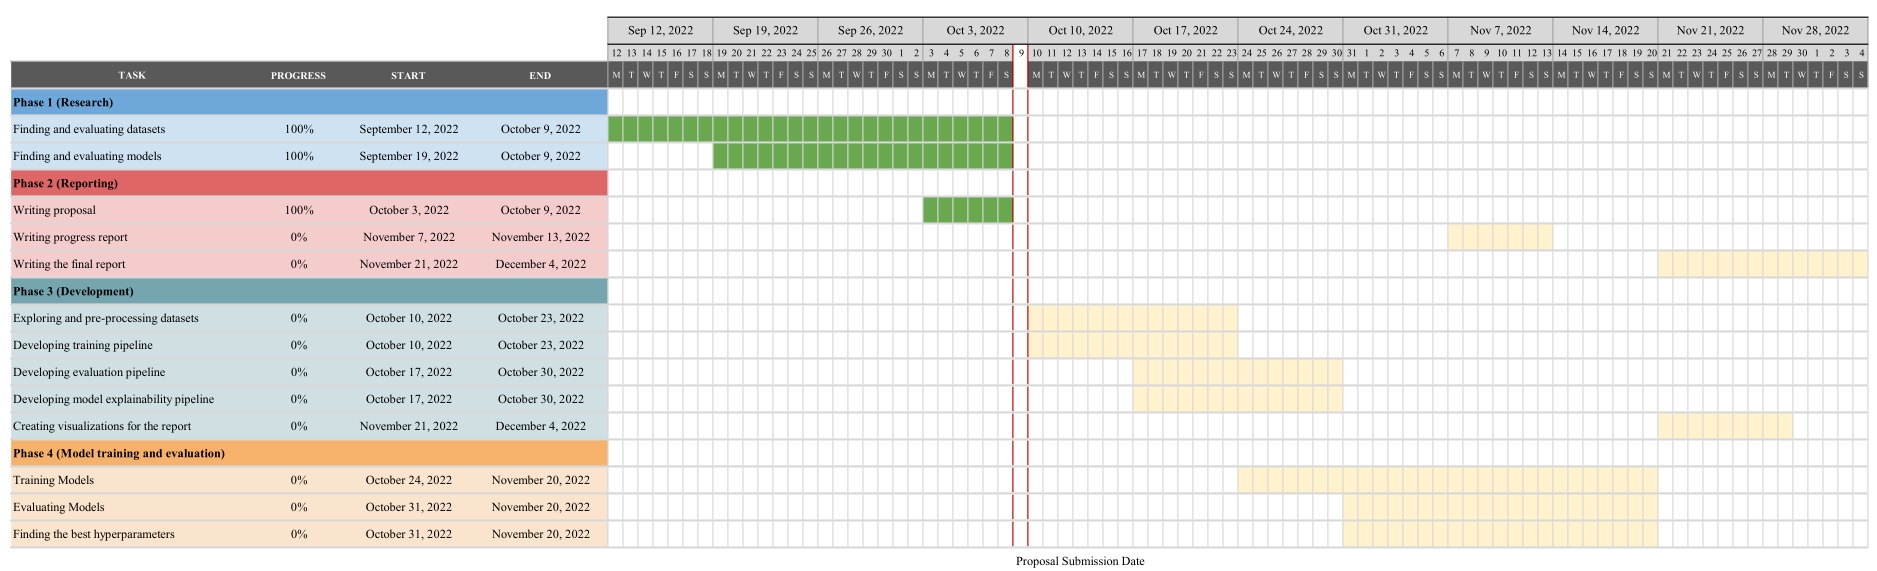 Sep 12, 2022 Sep 19, 2022 Sep 26, 2022 Oct 3, 2022 Oct 10, 2022 Oct 17, 2022 Oct 24, 2022 Oct 31, 2022 Nov 7, 2022 Nov 14, 2022 Nov 21, 2022 Nov 28, 2022
12 13 14 15 16 17 18 19 20 21 22 23 24 25 26 27 28 29 30 1 2 3 4 5 6 7 8 9 10 11 12 13 14 15 16 17 18 19 20 21 22 23 24 25 26 27 28 29 30 31 1 2 3 4 5 6 7 8 9 10 11 12 13 14 15 16 17 18 19 20 21 22 23 24 25 26 27 28 29 30 1 2 3 4
TASK PROGRESS START END M T W T F S S M T W T F S S M T W T F S S M T W T F S M T W T F S S M T W T F S S M T W T F S S M T W T F S S M T W T F S S M T W T F S S M T W T F S S M T W T F S S
Phase 1 (Research)
Finding and evaluating datasets 100% September 12, 2022 October 9, 2022
Finding and evaluating models 100% September 19, 2022 October 9, 2022
Phase 2 (Reporting)
Writing proposal 100% October 3, 2022 October 9, 2022
Writing progress report 0% November 7, 2022 November 13, 2022
Writing the final report 0% November 21, 2022 December 4, 2022
Phase 3 (Development)
Exploring and pre-processing datasets 0% October 10, 2022 October 23, 2022
Developing training pipeline 0% October 10, 2022 October 23, 2022
Developing evaluation pipeline 0% October 17, 2022 October 30, 2022
Developing model explainability pipeline 0% October 17, 2022 October 30, 2022
Creating visualizations for the report 0% November 21, 2022 December 4, 2022
Phase 4 (Model training and evaluation)
Training Models 0% October 24, 2022 November 20, 2022
Evaluating Models 0% October 31, 2022 November 20, 2022
Finding the best hyperparameters 0% October 31, 2022 November 20, 2022
Proposal Submission Date